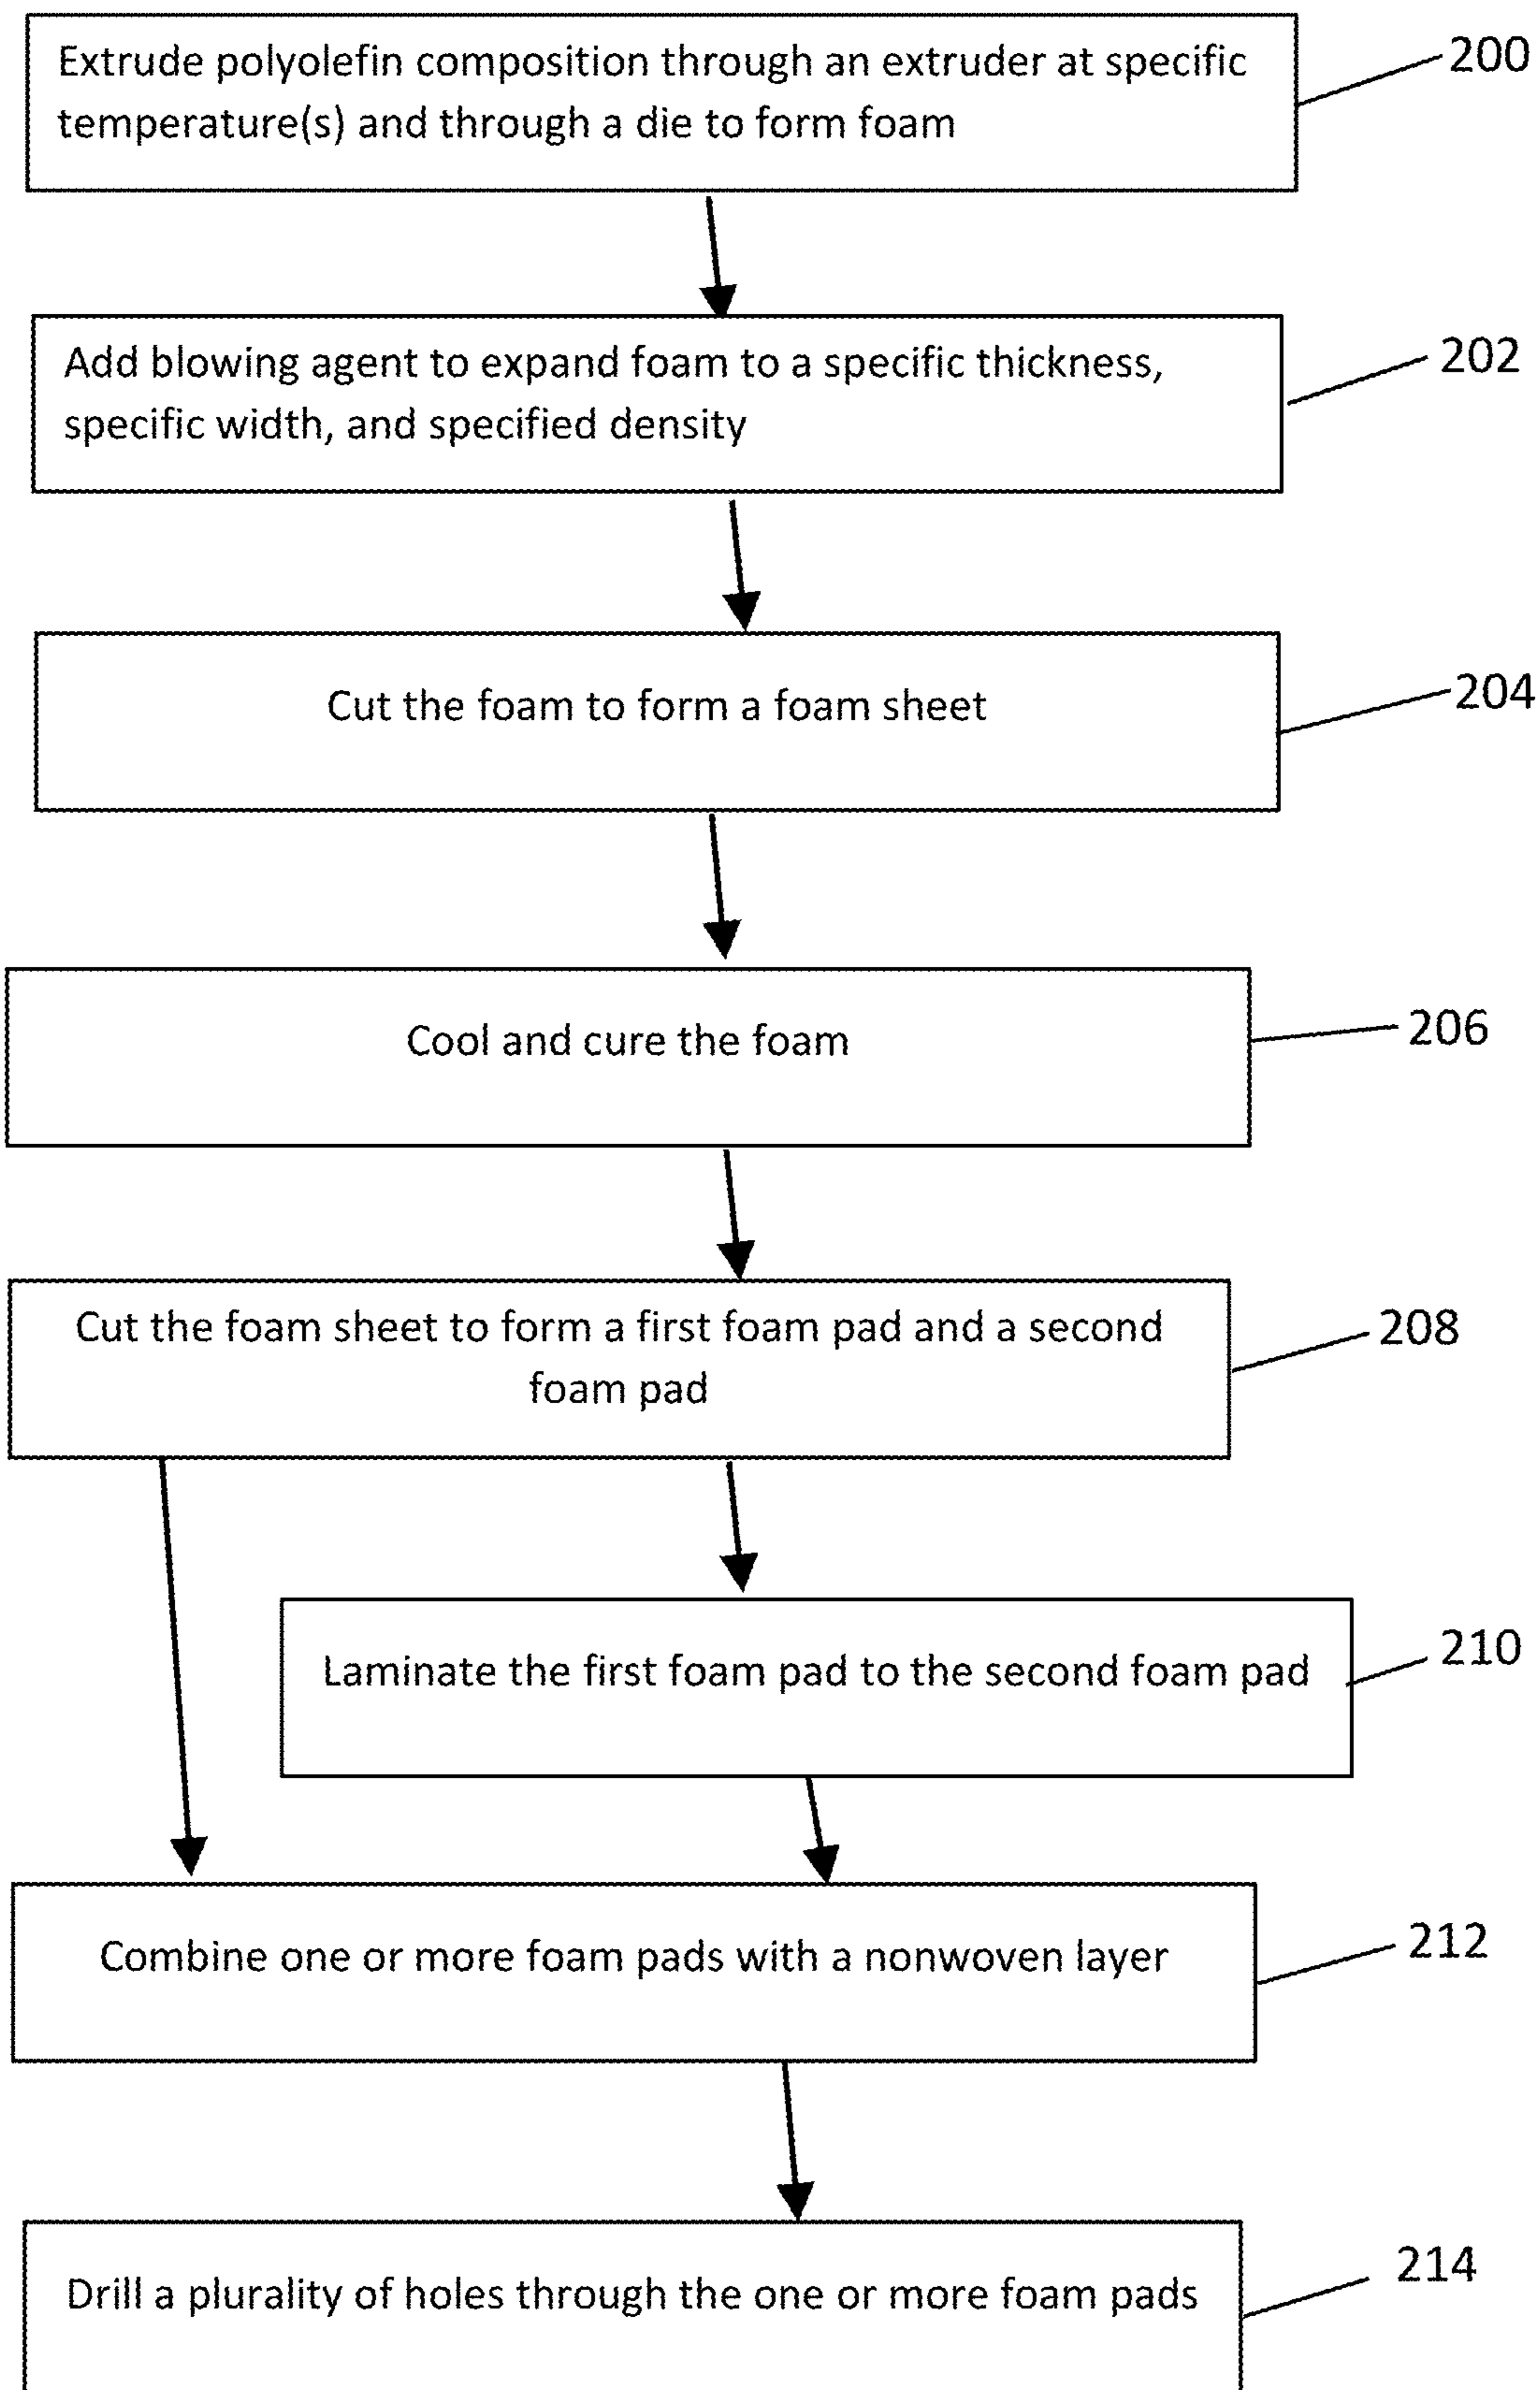 Extrude polyolefin composition through an extruder at specific
temperature(s) and through a die to form foam
200
Add blowing agent to expand foam to a specific thickness,
specific width, and specified density
202
Cut the foam to form a foam sheet
204
Cool and cure the foam
206
Cut the foam sheet to form a first foam pad and a second
foam pad
208
Laminate the first foam pad to the second foam pad
210
Combine one or more foam pads with a nonwoven layer
212
Drill a plurality of holes through the one or more foam pads
214